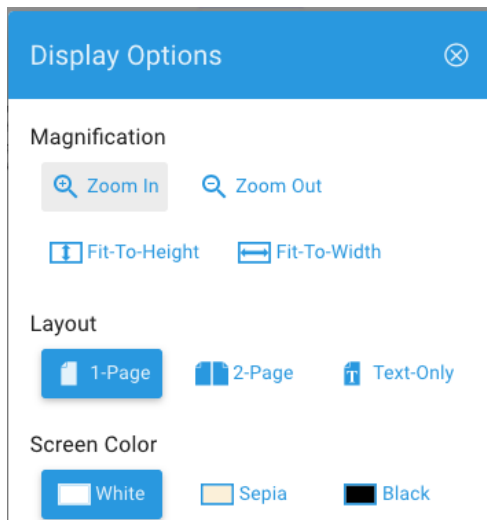 Display Options
Magnification
Zoom In Zoom Out
Fit-To-Height Fit-To-Width
Layout
1-Page 2-Page Text-Only
Screen Color
White Sepia Black